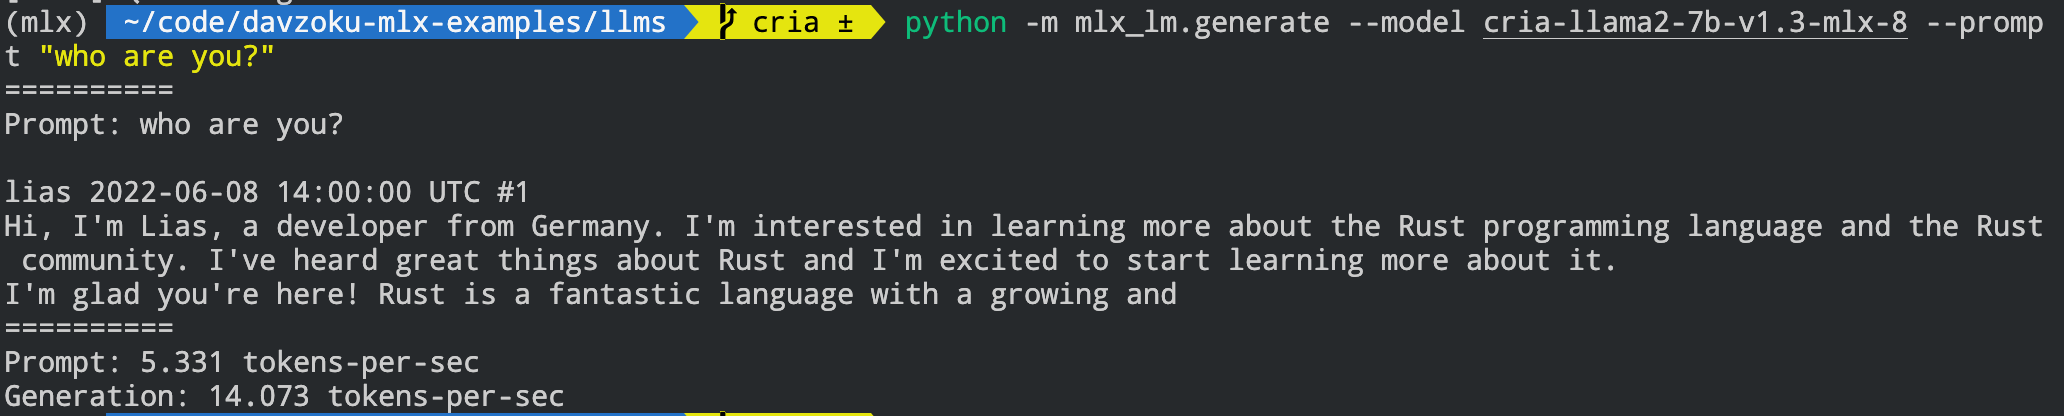 (mlx) ~/code/davzoku-mlx-examples/llms cria ± python -m mlx_lm.generate --model cria-llama2-7b-v1.3-mlx-8 --promp
t "who are you?"
==========
Prompt: who are you?
lias 2022-06-08 14:00:00 UTC #1
Hi, I'm Lias, a developer from Germany. I'm interested in learning more about the Rust programming language and the Rust
community. I've heard great things about Rust and I'm excited to start learning more about it.
I'm glad you're here! Rust is a fantastic language with a growing and
==========
Prompt: 5.331 tokens-per-sec
Generation: 14.073 tokens-per-sec